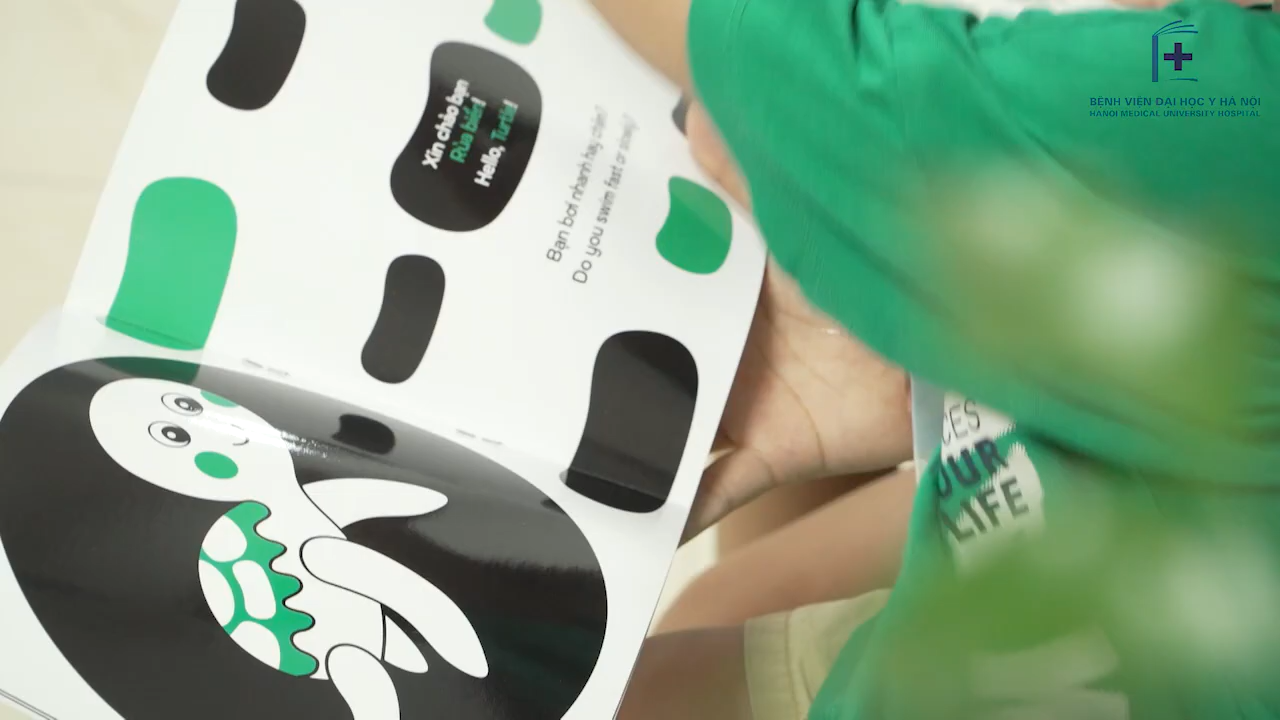 Xin chào bạn
Rùa biển!
Hello, Turtle!
Bạn bơi nhanh hay chậm?
Do you swim fast or slowly?
BỆNH VIỆN ĐẠI HỌC Y HÀ NỘI
HANOI MEDICAL UNIVERSITY HOSPITAL
CES
OUR
LIFE